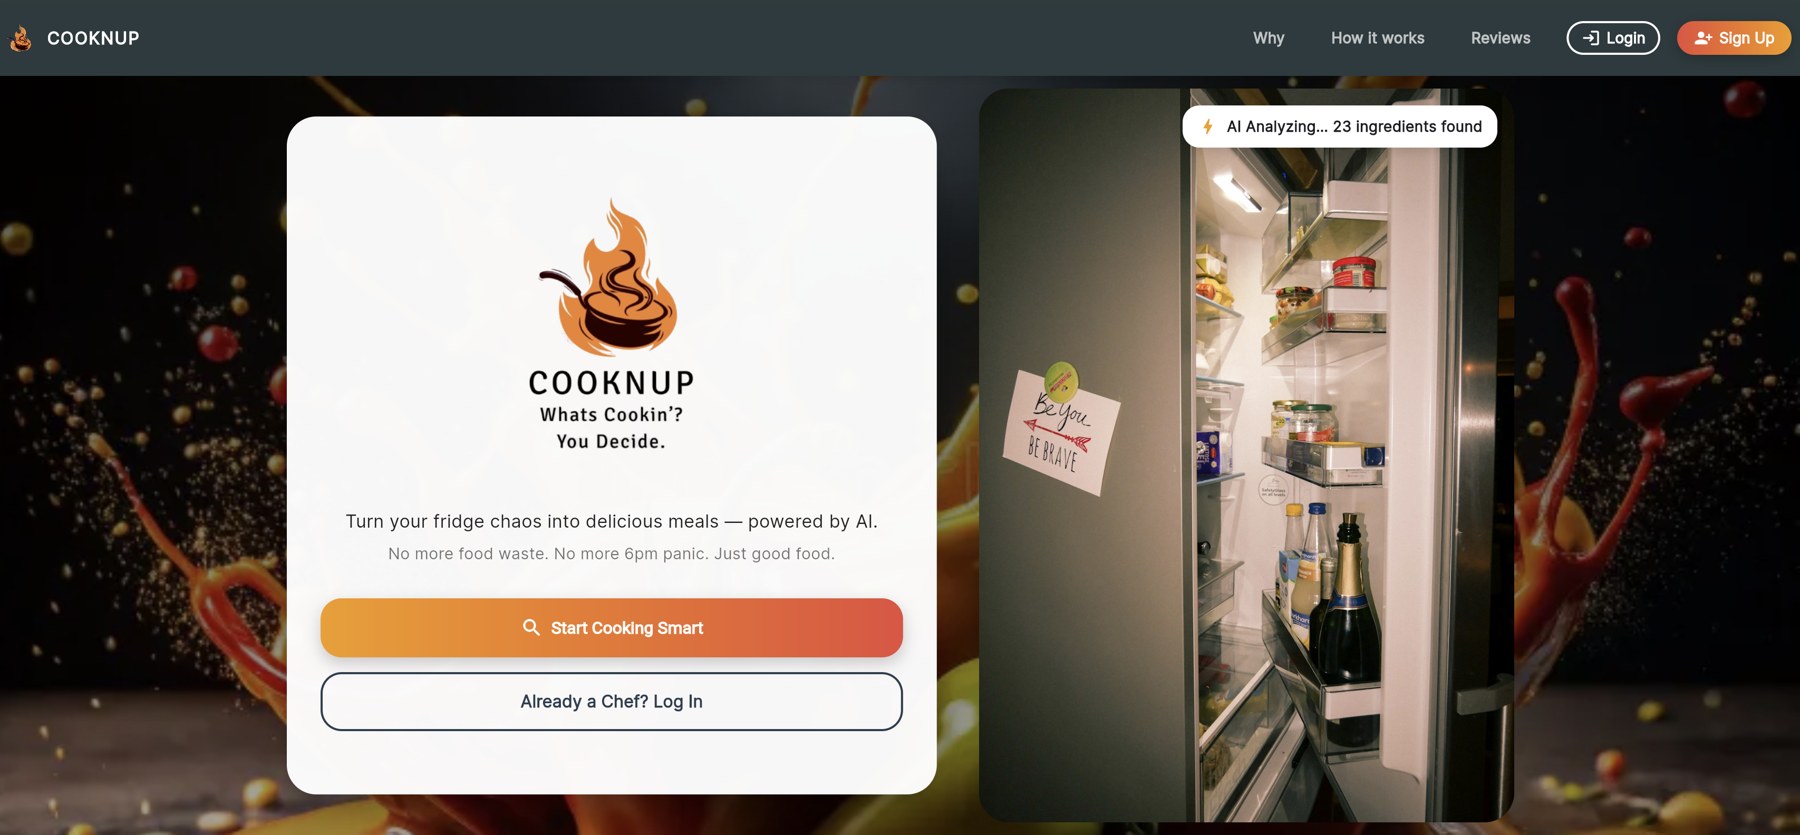 COOKNUP
Why
How it works
Reviews
Login
Sign Up
AI Analyzing... 23 ingredients found
COOKNUP
Whats Cookin'?
You Decide.
Be You
BE BRAVE
Turn your fridge chaos into delicious meals — powered by AI.
No more food waste. No more 6pm panic. Just good food.
Start Cooking Smart
Already a Chef? Log In